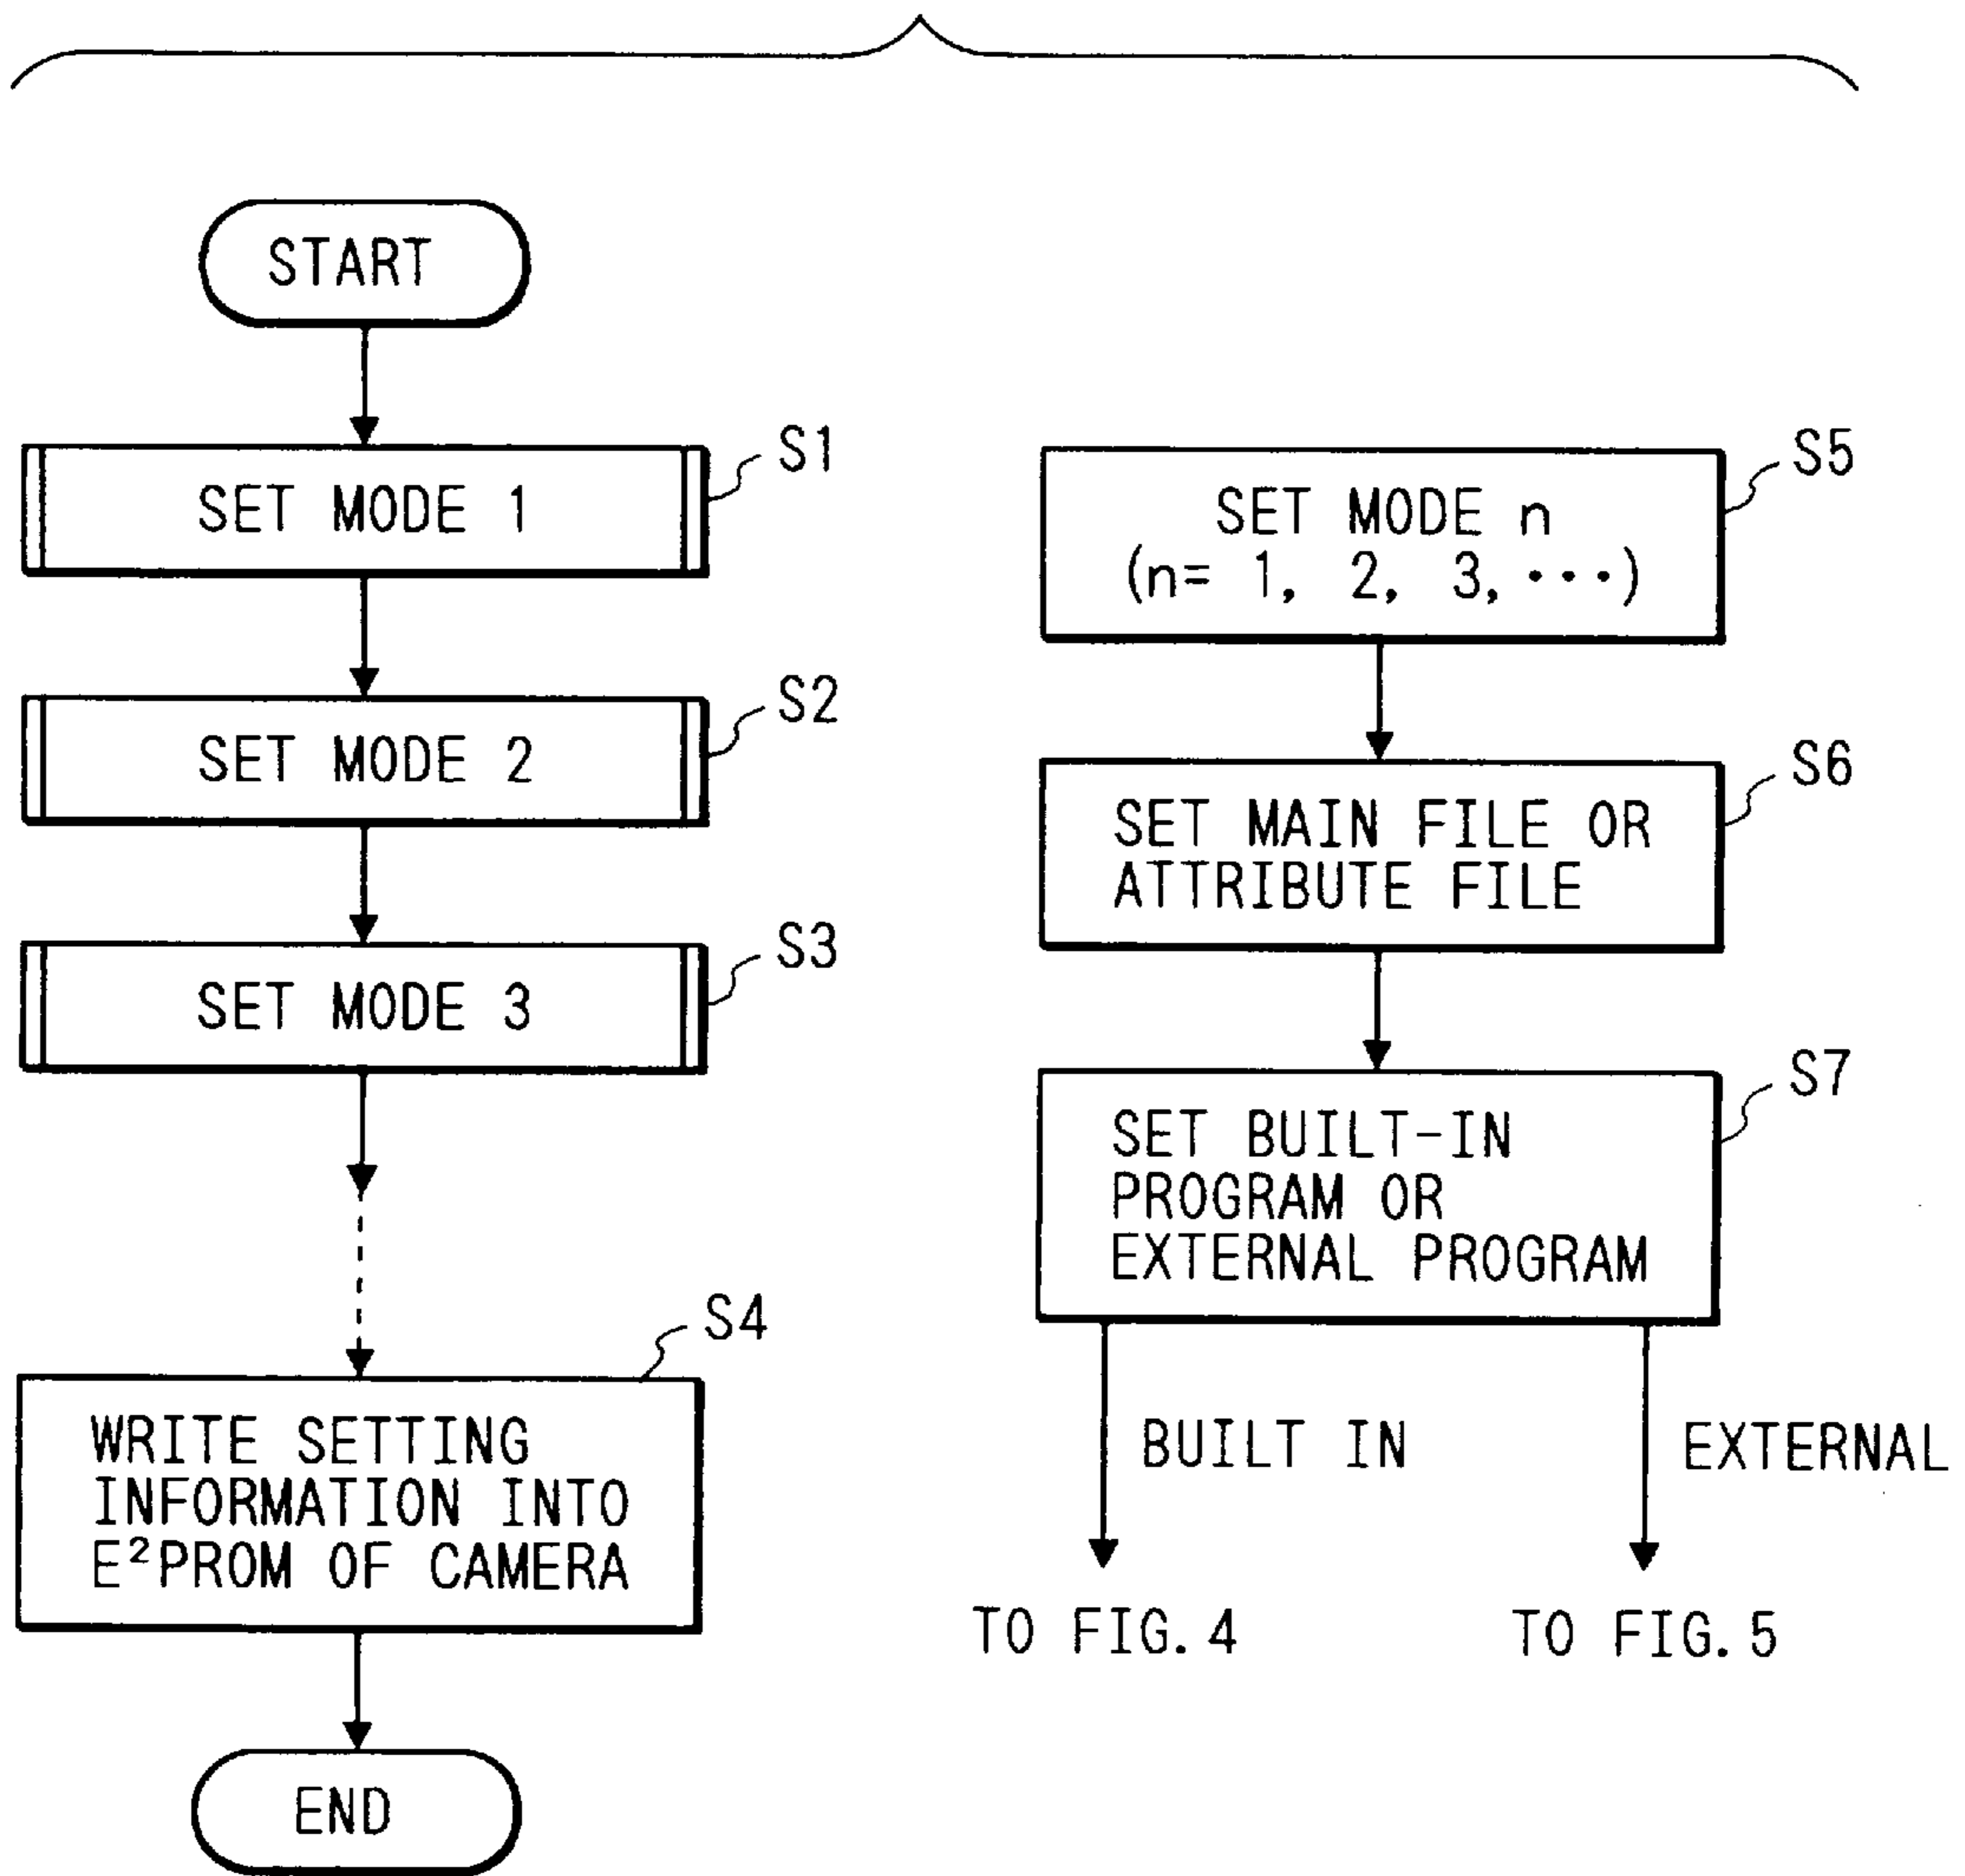 START
SET MODE 1
S1
SET MODE 2
S2
SET MODE 3
S3
S4
WRITE SETTING
INFORMATION INTO
E²PROM OF CAMERA
END
S5
SET MODE n
(n= 1, 2, 3, ･･･)
S6
SET MAIN FILE OR
ATTRIBUTE FILE
S7
SET BUILT-IN
PROGRAM OR
EXTERNAL PROGRAM
BUILT IN
EXTERNAL
TO FIG. 4
TO FIG. 5